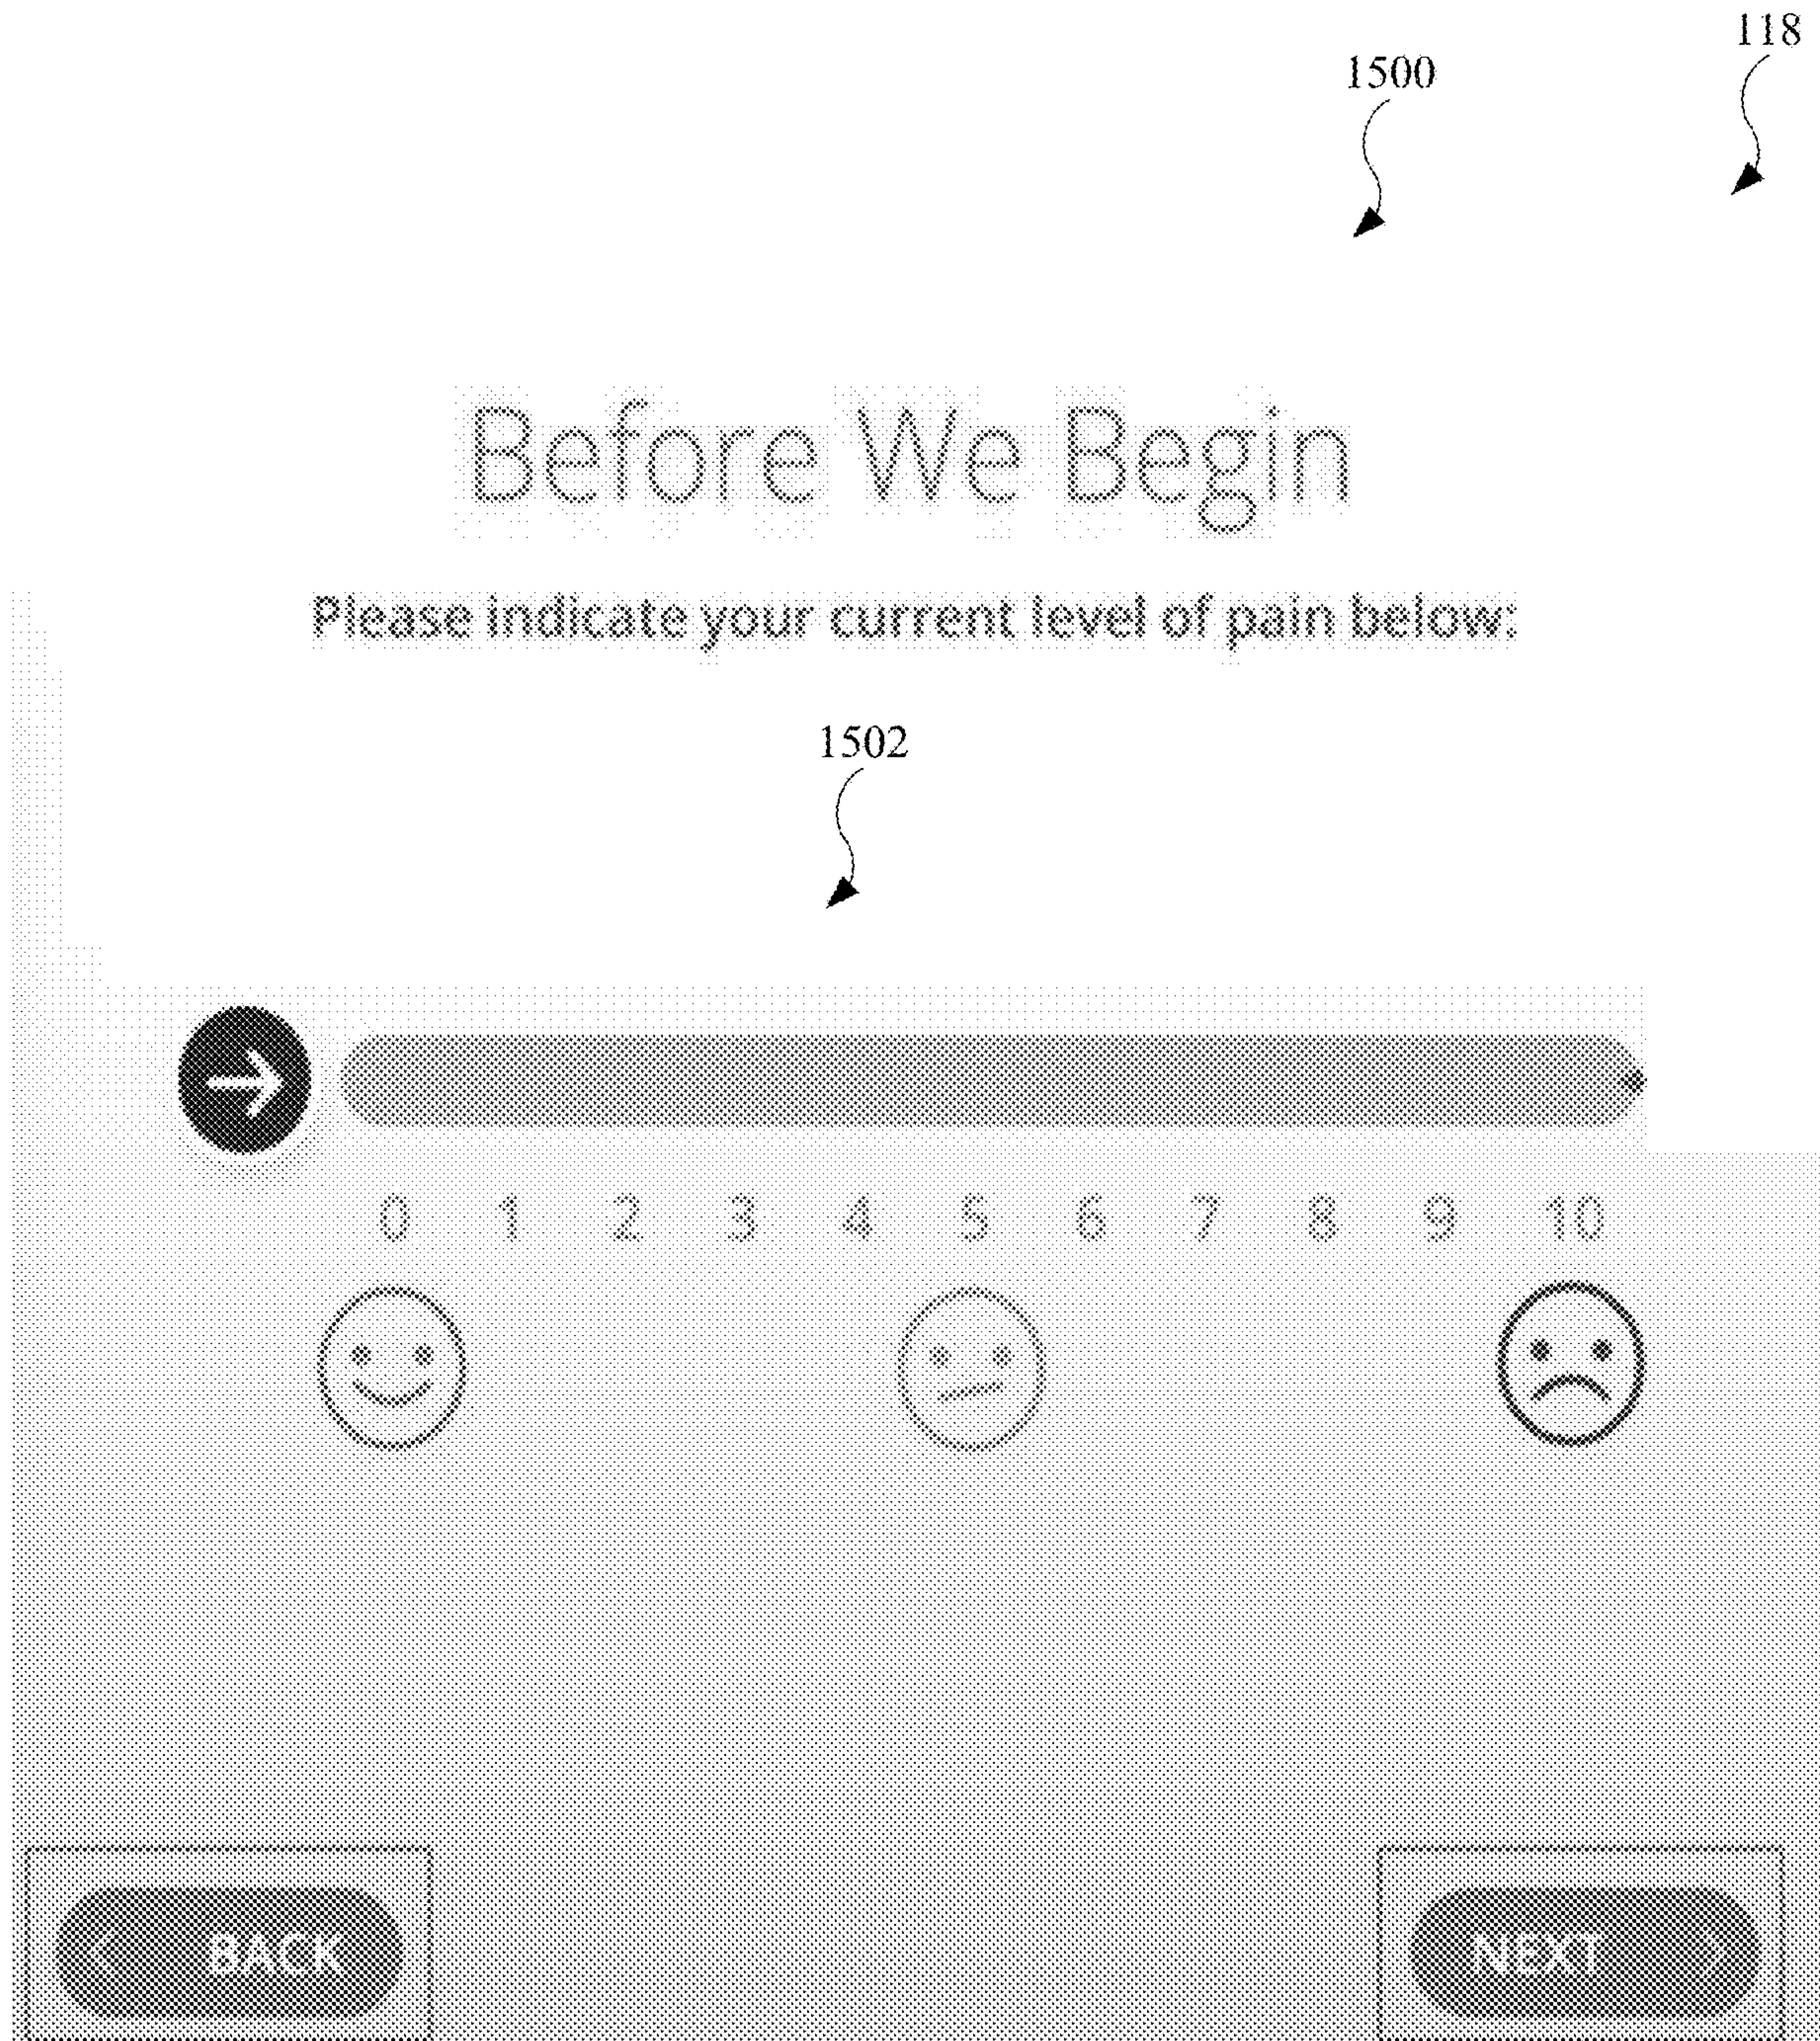 118
1500
Before We Begin
Please indicate your current level of pain below:
1502
0 1 2 3 4 5 6 7 8 9 10
BACK NEXT